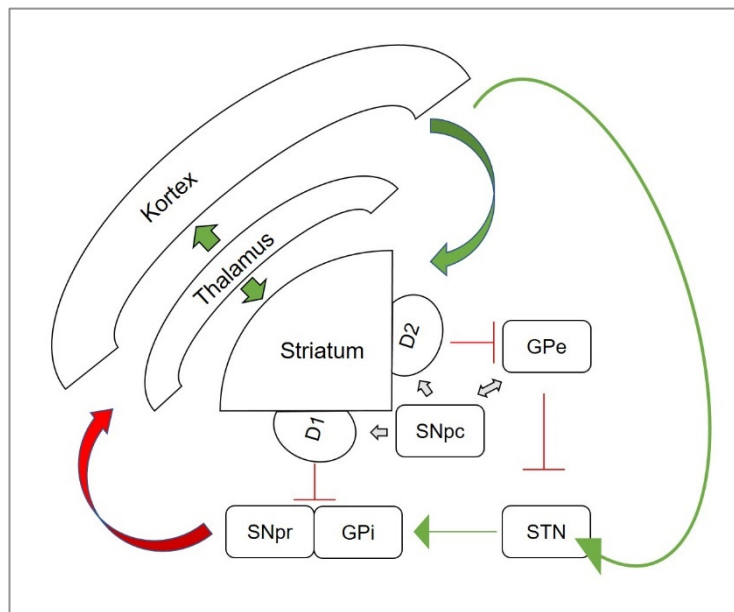 Kortex
Thalamus
Striatum
D2
GPe
D1
SNpc
SNpr
GPi
STN